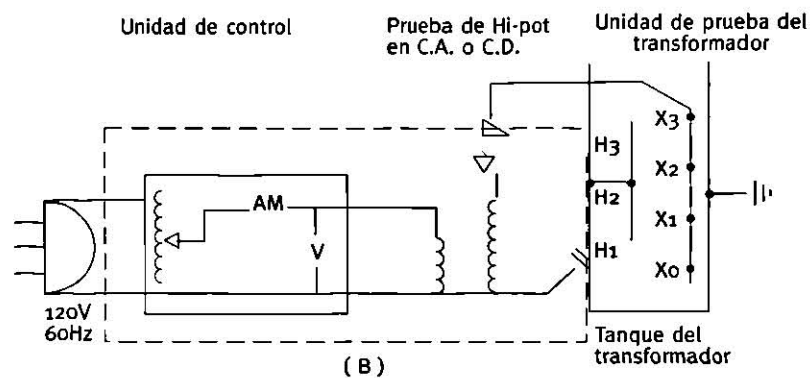 Unidad de control
Prueba de Hi-pot
en C.A. o C.D.
Unidad de prueba del
transformador
H3
H2
H1
X3
X2
X1
X0
AM
V
120V
60Hz
Tanque del
transformador
(B)